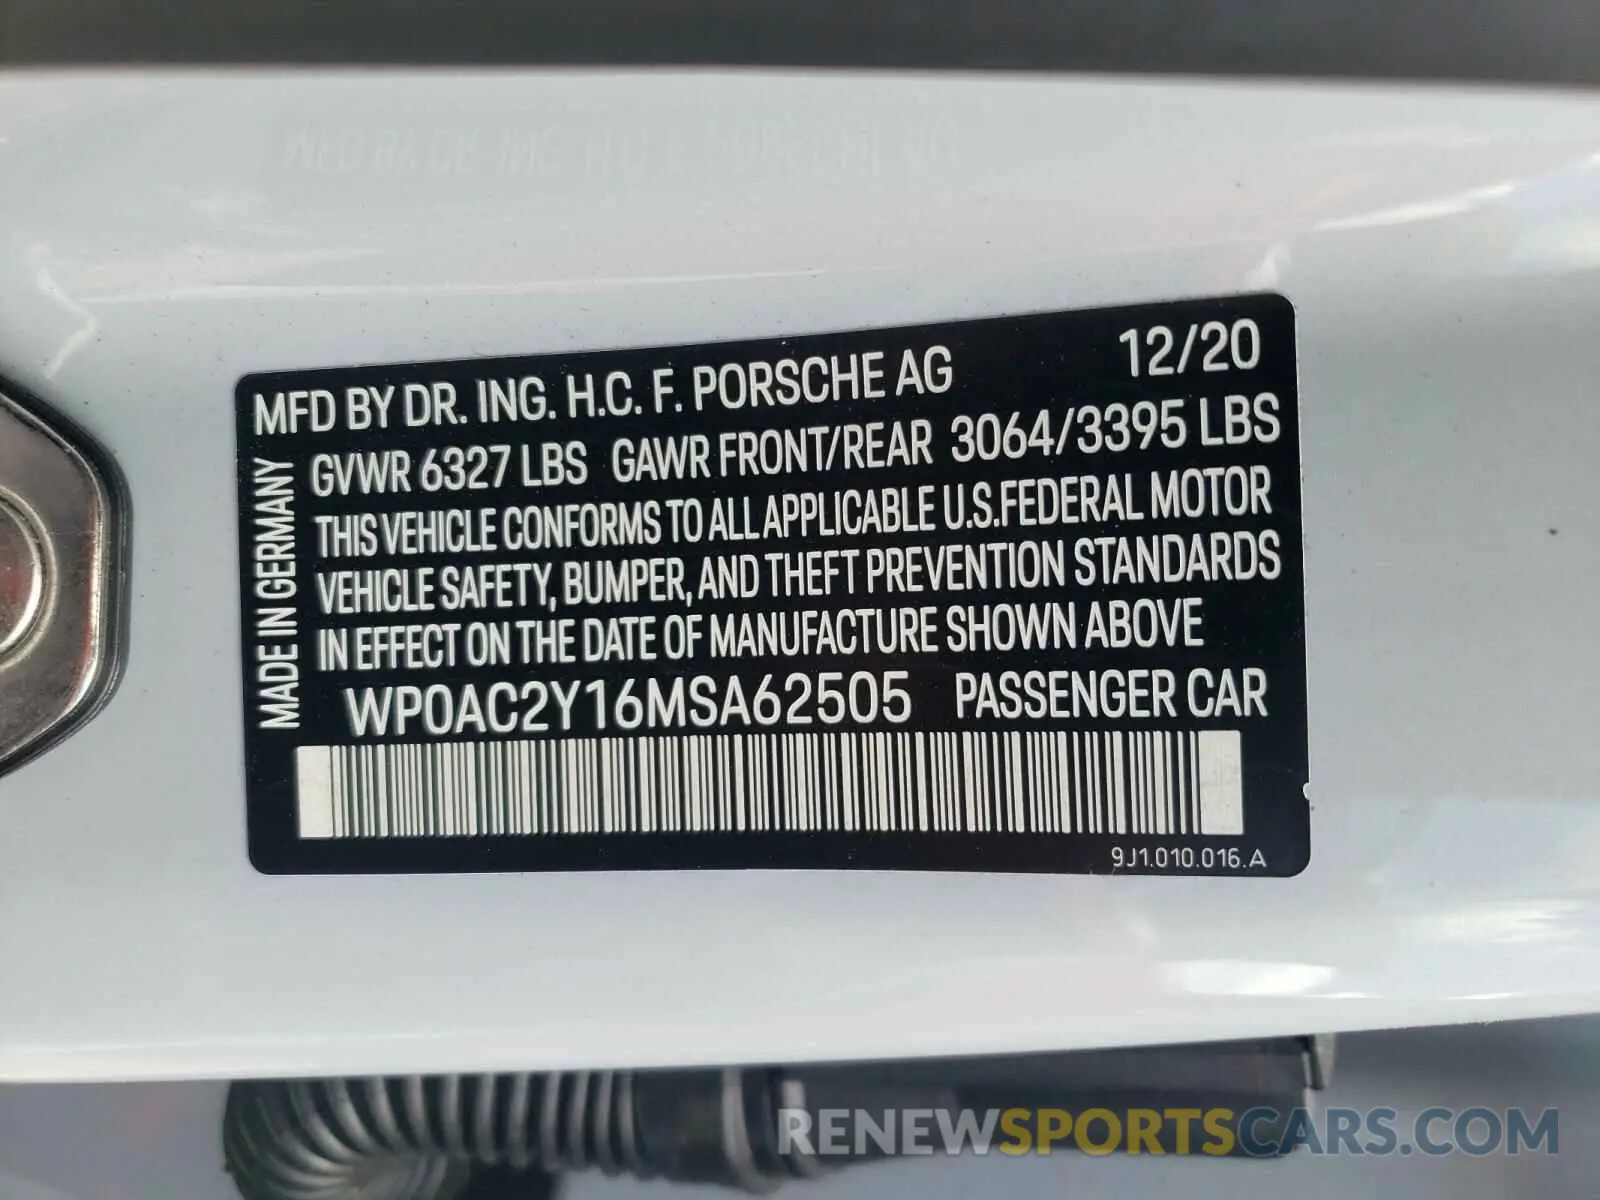 MFD BY DR. ING. H.C. F. PORSCHE AG 12/20
GVWR 6327 LBS GAWR FRONT/REAR 3064/3395 LBS
THIS VEHICLE CONFORMS TO ALL APPLICABLE U.S.FEDERAL MOTOR
VEHICLE SAFETY, BUMPER, AND THEFT PREVENTION STANDARDS
IN EFFECT ON THE DATE OF MANUFACTURE SHOWN ABOVE
MADE IN GERMANY
WP0AC2Y16MSA62505 PASSENGER CAR
9J1.010.016.A
RENEWSPORTSCARS.COM